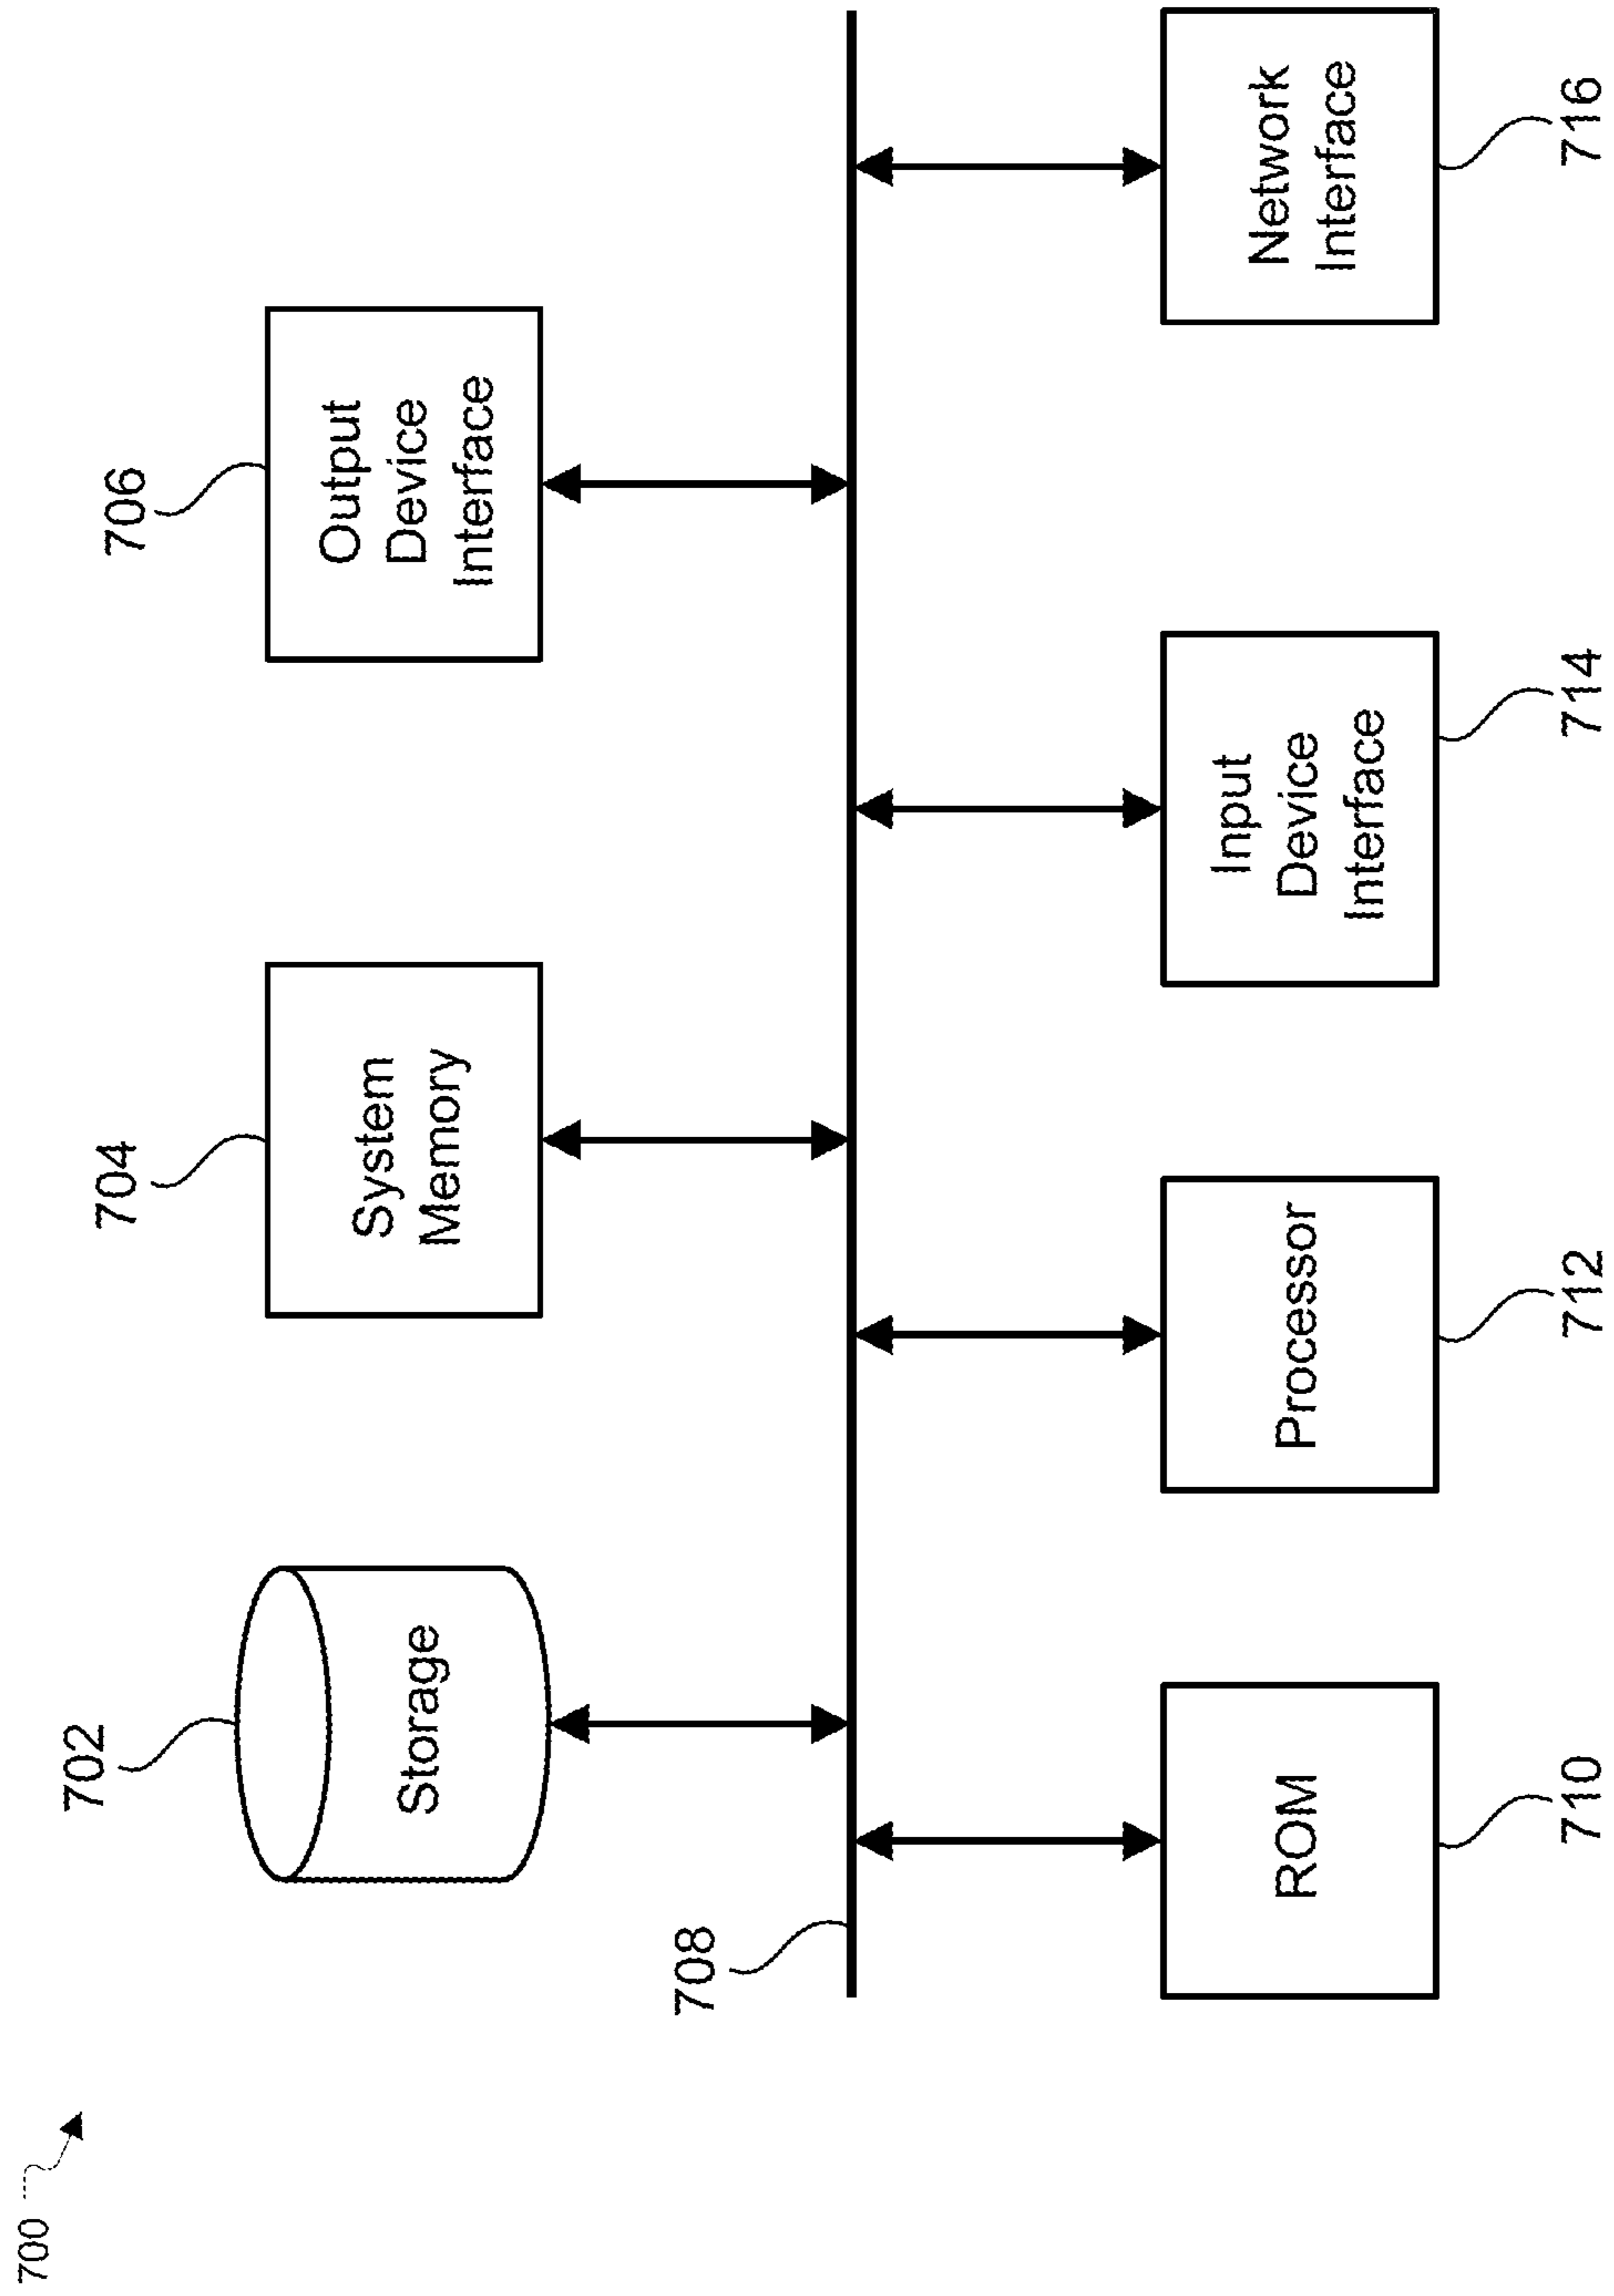 700
702
704
706
Storage
System
Memory
Output
Device
Interface
708
ROM
Processor
Input
Device
Interface
Network
Interface
710
712
714
716